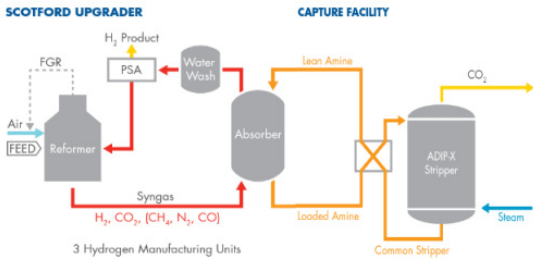 SCOTFORD UPGRADER
CAPTURE FACILITY
H₂ Product
FGR
PSA
Water
Wash
Lean Amine
CO₂
Air
FEED
Reformer
Absorber
ADIP-X
Stripper
Syngas
H₂, CO₂, (CH₄, N₂, CO)
Loaded Amine
Steam
3 Hydrogen Manufacturing Units
Common Stripper